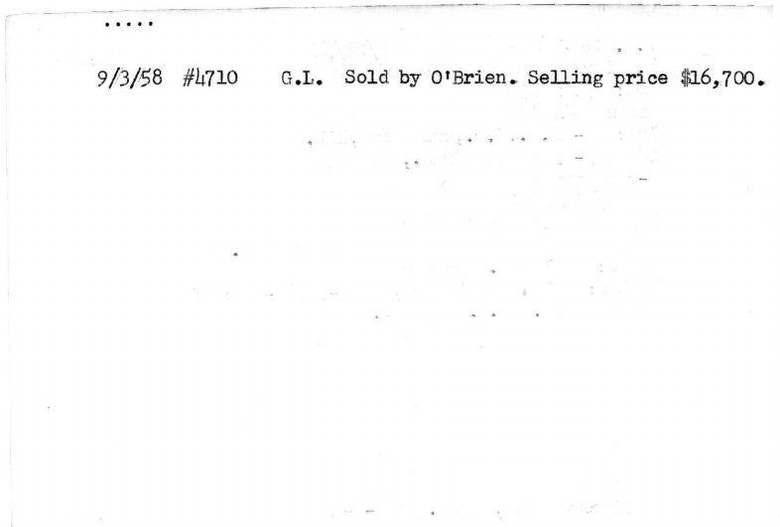 .....
9/3/58 #4710 G.L. Sold by O'Brien. Selling price $16,700.